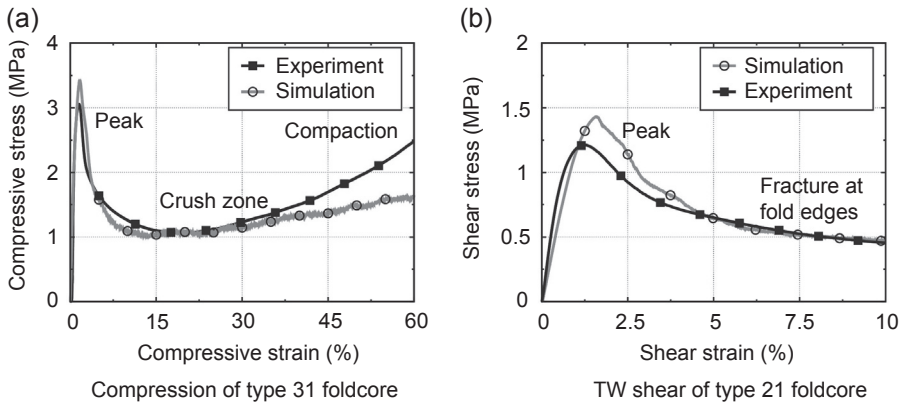 (a)
Compressive stress (MPa)
4
3
2
1
0
Experiment
Simulation
Peak
Compaction
Crush zone
0 15 30 45 60
Compressive strain (%)
Compression of type 31 foldcore
(b)
Shear stress (MPa)
2
1.5
1
0.5
0
Simulation
Experiment
Peak
Fracture at
fold edges
0 2.5 5 7.5 10
Shear strain (%)
TW shear of type 21 foldcore